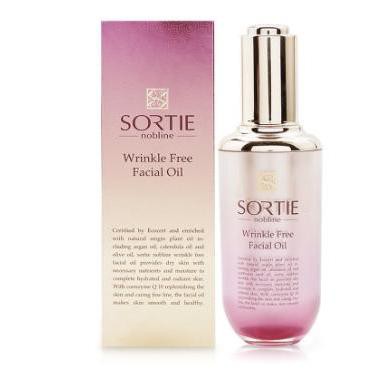 SORTIE
nobline
Wrinkle Free
Facial Oil
Certified by Ecocert and enriched
with natural origin plant oil in-
cluding argan oil, calendula oil and
olive oil, sortie nobline wrinkle free
facial oil provides dry skin with
necessary nutrients and moisture to
complete hydrated and radiant skin.
With coenzyme Q 10 replenishing the
skin and caring fine line, the facial oil
makes skin smooth and healthy.
SORTIE
nobline
Wrinkle Free
Facial Oil